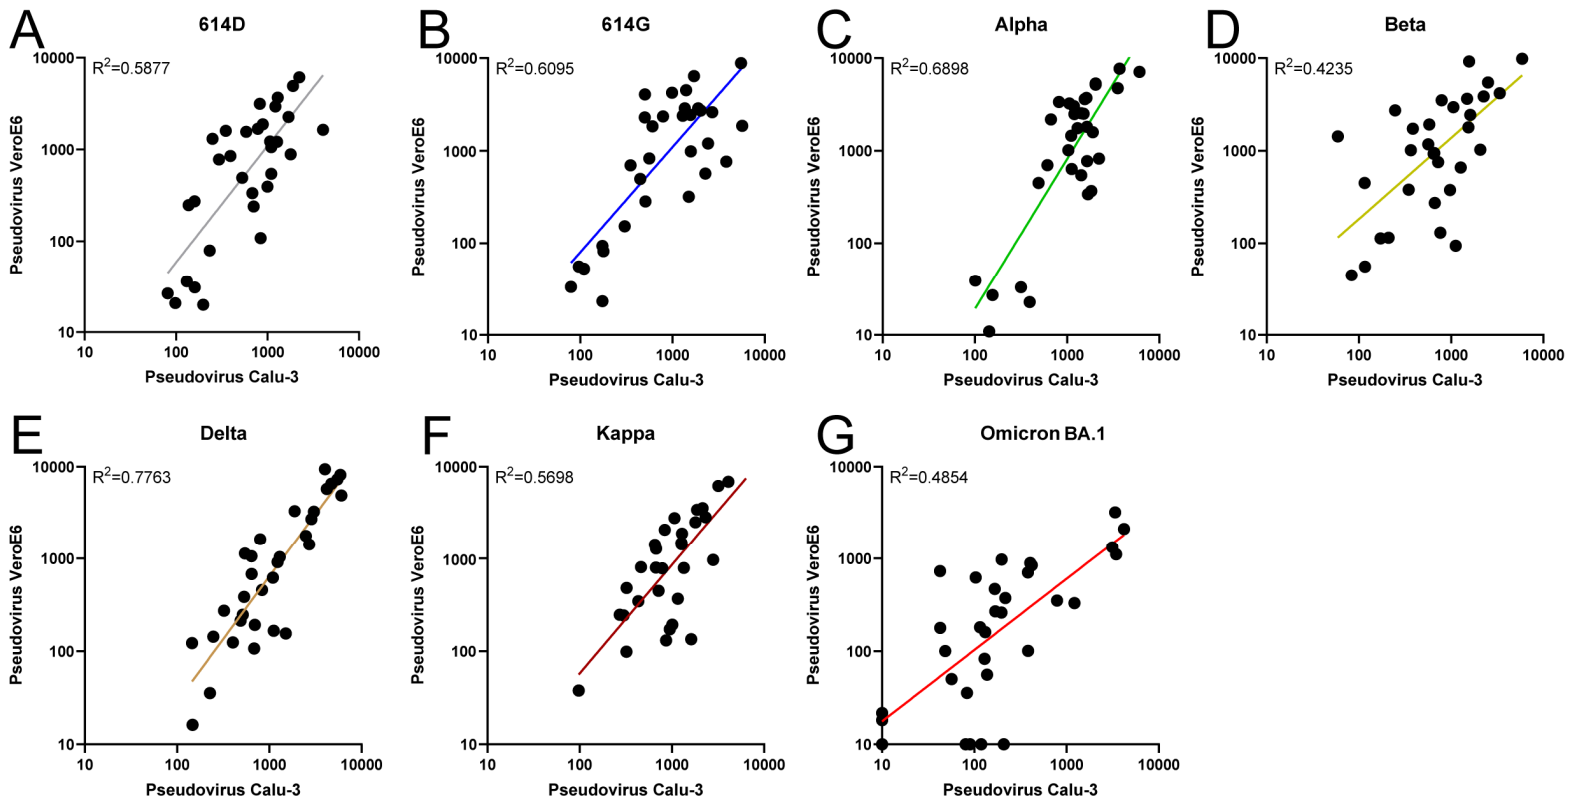 A
614D
R²=0.5877
Pseudovirus VeroE6
10000
1000
100
10
10 100 1000 10000
Pseudovirus Calu-3
B
614G
R²=0.6095
Pseudovirus VeroE6
10000
1000
100
10
10 100 1000 10000
Pseudovirus Calu-3
C
Alpha
R²=0.6898
Pseudovirus VeroE6
10000
1000
100
10
10 100 1000 10000
Pseudovirus Calu-3
D
Beta
R²=0.4235
Pseudovirus VeroE6
10000
1000
100
10
10 100 1000 10000
Pseudovirus Calu-3
E
Delta
R²=0.7763
Pseudovirus VeroE6
10000
1000
100
10
10 100 1000 10000
Pseudovirus Calu-3
F
Kappa
R²=0.5698
Pseudovirus VeroE6
10000
1000
100
10
10 100 1000 10000
Pseudovirus Calu-3
G
Omicron BA.1
R²=0.4854
Pseudovirus VeroE6
10000
1000
100
10
10 100 1000 10000
Pseudovirus Calu-3